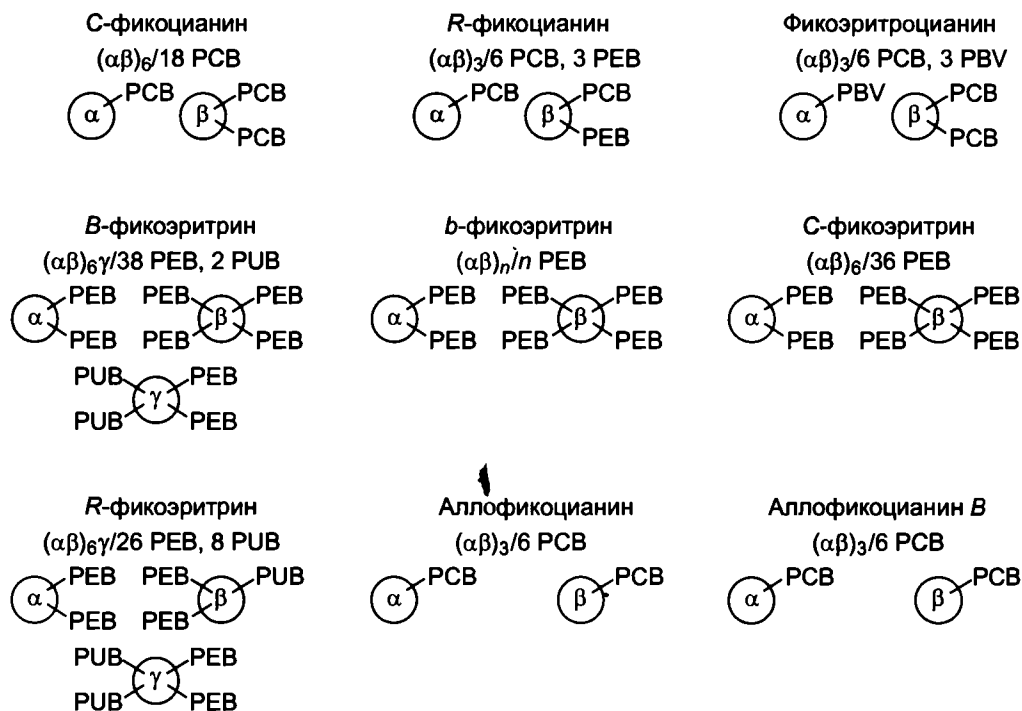 C-фикоцианин
(αβ)₆/18 PCB
α PCB β PCB
PCB
R-фикоцианин
(αβ)₃/6 PCB, 3 PEB
α PCB β PCB
PEB
Фикоэритроцианин
(αβ)₃/6 PCB, 3 PBV
α PBV β PCB
PCB
B-фикоэритрин
(αβ)₆γ/38 PEB, 2 PUB
PEB PEB PEB
α β
PEB PEB PEB
PUB PEB
γ
PUB PEB
b-фикоэритрин
(αβ)ₙ/n PEB
PEB PEB PEB
α β
PEB PEB PEB
C-фикоэритрин
(αβ)₆/36 PEB
PEB PEB PEB
α β
PEB PEB PEB
R-фикоэритрин
(αβ)₆γ/26 PEB, 8 PUB
PEB PEB PUB
α β
PEB PEB
PUB PEB
γ
PUB PEB
Аллофикоцианин
(αβ)₃/6 PCB
PCB PCB
α β
Аллофикоцианин B
(αβ)₃/6 PCB
PCB PCB
α β